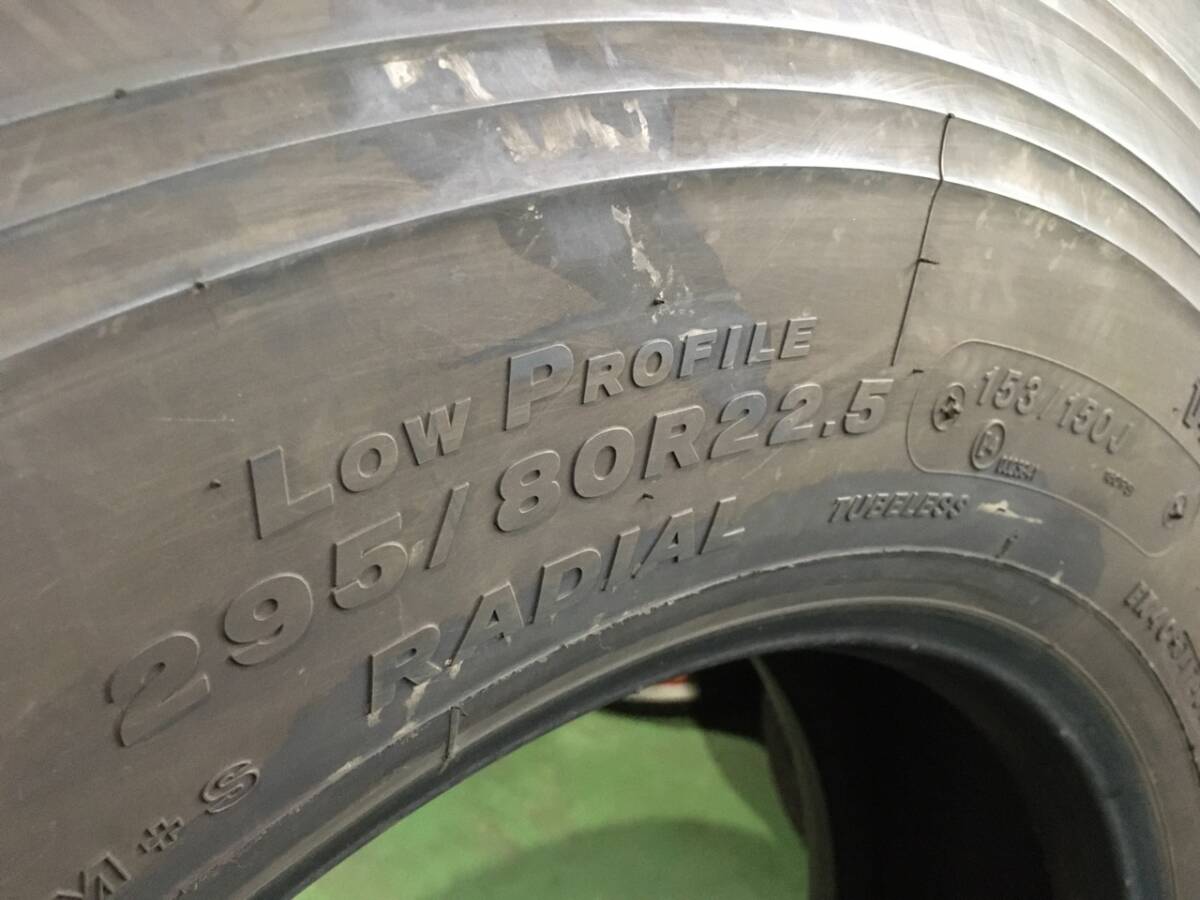 LOW PROFILE
295/80R22.5
RADIAL
153/150J
TUBELESS
M+S